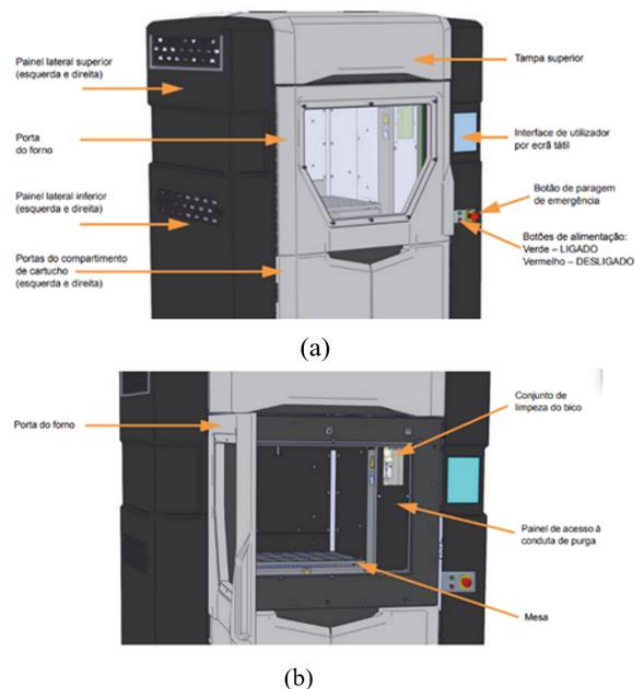 Painel lateral superior
(esquerda e direita)
Tampa superior
Porta
do forno
Interface de utilizador
por ecrã tátil
Painel lateral inferior
(esquerda e direita)
Botão de paragem
de emergência
Portas do compartimento
de cartucho
(esquerda e direita)
Botões de alimentação:
Verde – LIGADO
Vermelho – DESLIGADO
(a)
Conjunto de
limpeza do bico
Porta do forno
Painel de acesso à
conduta de purga
Mesa
(b)